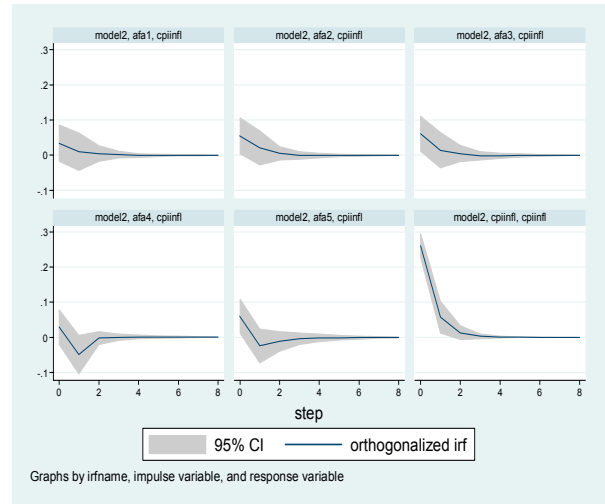 model2, afa1, cpiinfl
model2, afa2, cpiinfl
model2, afa3, cpiinfl
.3
.2
.1
0
-.1
model2, afa4, cpiinfl
model2, afa5, cpiinfl
model2, cpiinfl, cpiinfl
.3
.2
.1
0
-.1
0 2 4 6 8
0 2 4 6 8
0 2 4 6 8
step
95% CI
orthogonalized irf
Graphs by irfname, impulse variable, and response variable